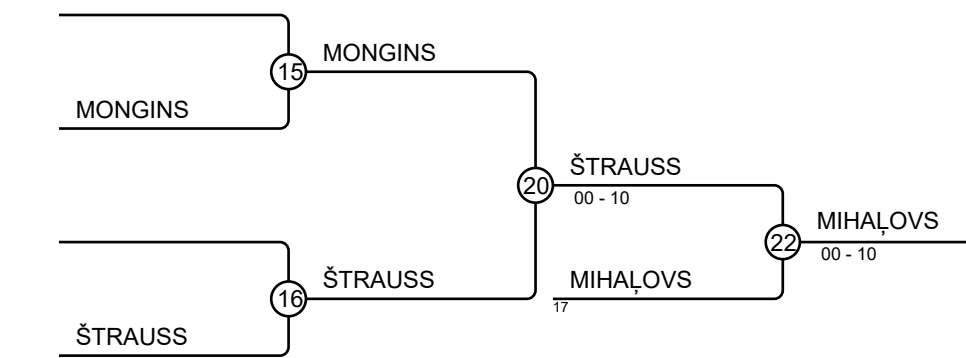 MONGINS
15
MONGINS
ŠTRAUSS
20
00 - 10
MIHAĻOVS
22
00 - 10
ŠTRAUSS
16
MIHAĻOVS
17
ŠTRAUSS